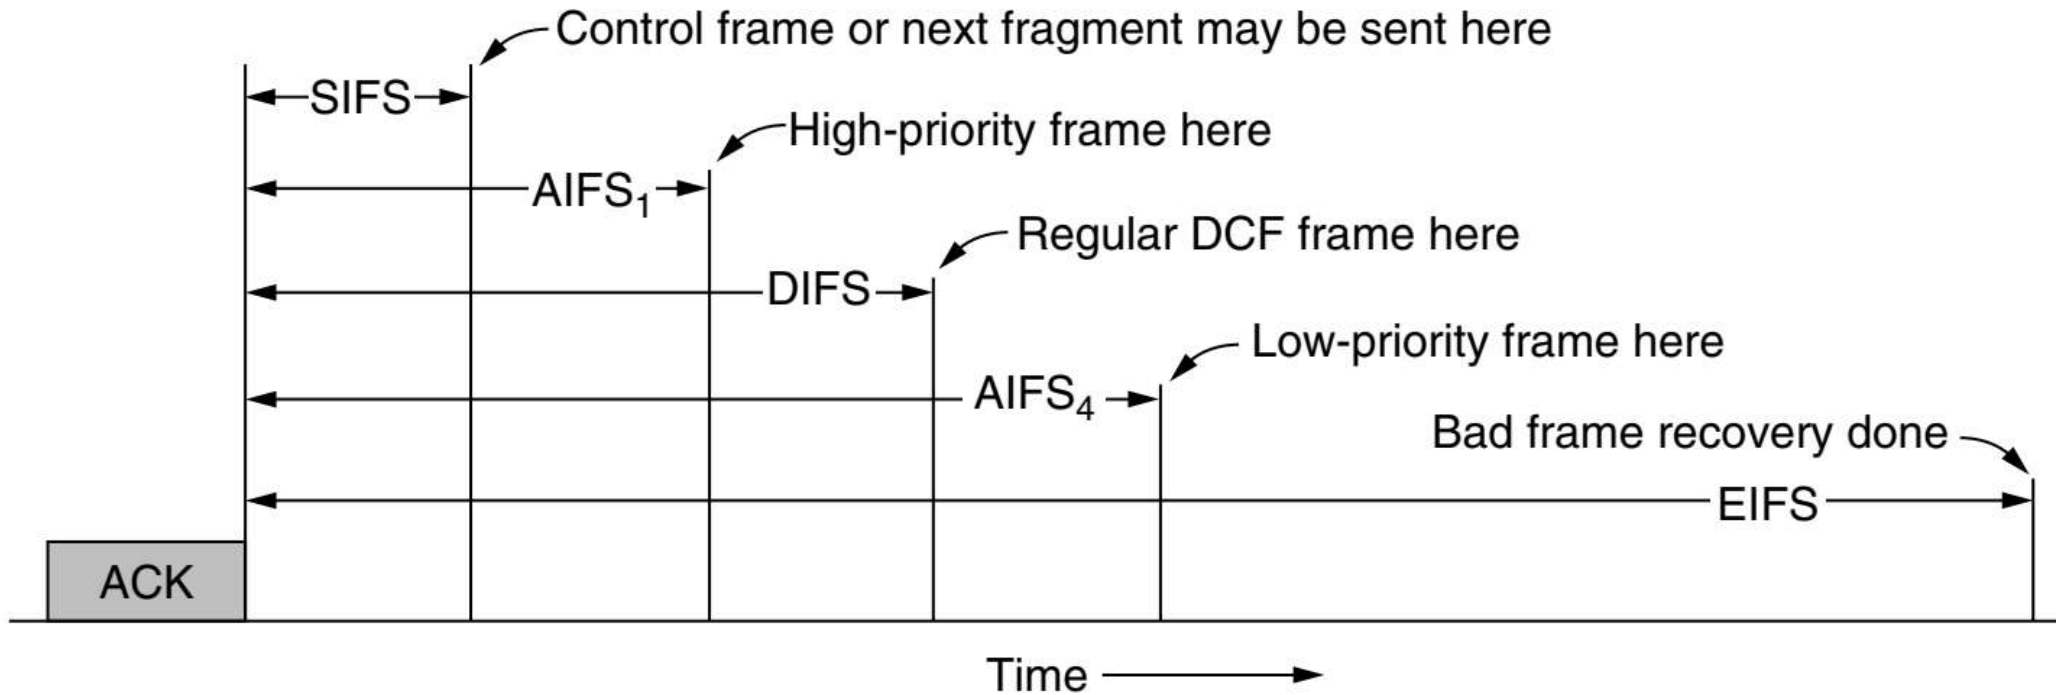 Control frame or next fragment may be sent here
SIFS
High-priority frame here
AIFS₁
Regular DCF frame here
DIFS
Low-priority frame here
AIFS₄
Bad frame recovery done
EIFS
ACK
Time